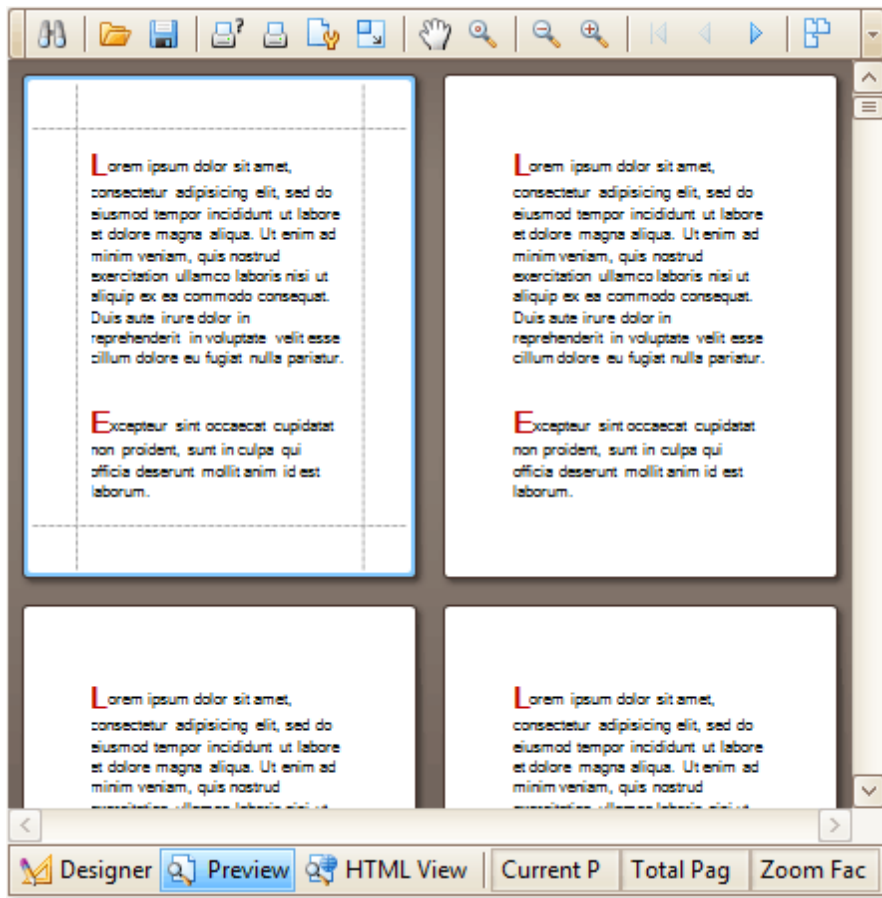 Lorem ipsum dolor sit amet,
consectetur adipisicing elit, sed do
eiusmod tempor incididunt ut labore
et dolore magna aliqua. Ut enim ad
minim veniam, quis nostrud
exercitation ullamco laboris nisi ut
aliquip ex ea commodo consequat.
Duis aute irure dolor in
reprehenderit in voluptate velit esse
cillum dolore eu fugiat nulla pariatur.
Excepteur sint occaecat cupidatat
non proident, sunt in culpa qui
officia deserunt mollit anim id est
laborum.
Lorem ipsum dolor sit amet,
consectetur adipisicing elit, sed do
eiusmod tempor incididunt ut labore
et dolore magna aliqua. Ut enim ad
minim veniam, quis nostrud
exercitation ullamco laboris nisi ut
aliquip ex ea commodo consequat.
Duis aute irure dolor in
reprehenderit in voluptate velit esse
cillum dolore eu fugiat nulla pariatur.
Excepteur sint occaecat cupidatat
non proident, sunt in culpa qui
officia deserunt mollit anim id est
laborum.
Lorem ipsum dolor sit amet,
consectetur adipisicing elit, sed do
eiusmod tempor incididunt ut labore
et dolore magna aliqua. Ut enim ad
minim veniam, quis nostrud
Lorem ipsum dolor sit amet,
consectetur adipisicing elit, sed do
eiusmod tempor incididunt ut labore
et dolore magna aliqua. Ut enim ad
minim veniam, quis nostrud
Designer Preview HTML View Current P Total Pag Zoom Fac